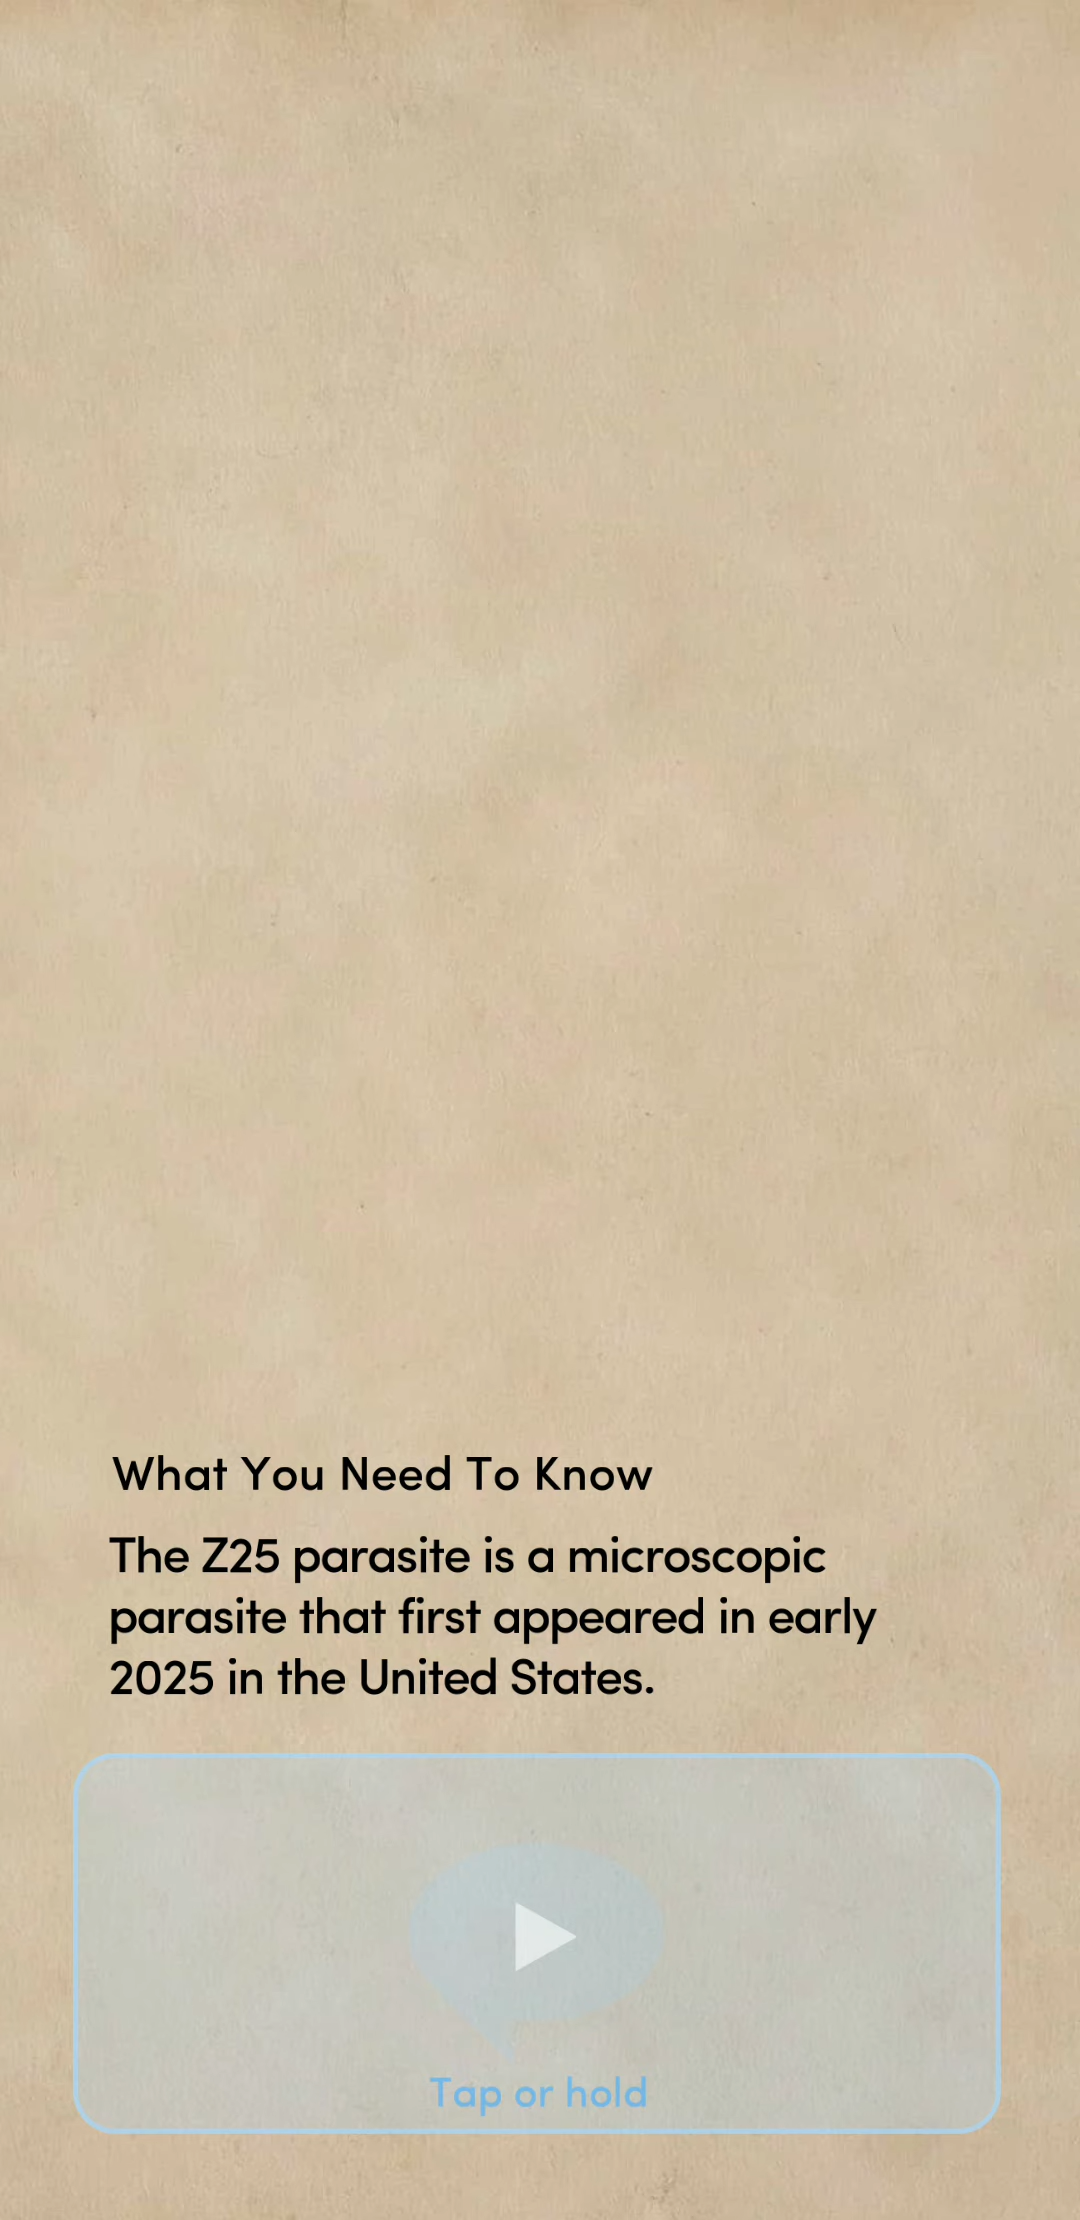 What You Need To Know
The Z25 parasite is a microscopic
parasite that first appeared in early
2025 in the United States.
Tap or hold